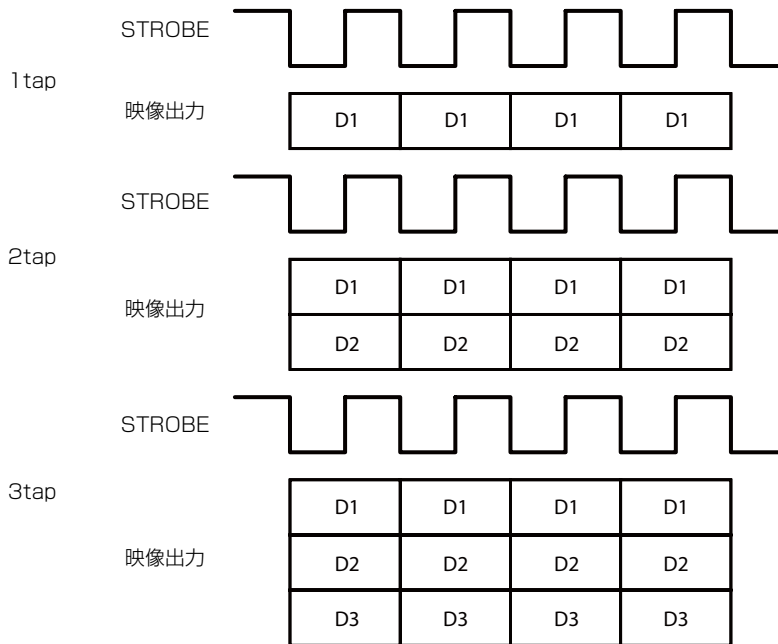 STROBE
1tap
映像出力
D1 D1 D1 D1
STROBE
2tap
映像出力
D1 D1 D1 D1
D2 D2 D2 D2
STROBE
3tap
映像出力
D1 D1 D1 D1
D2 D2 D2 D2
D3 D3 D3 D3